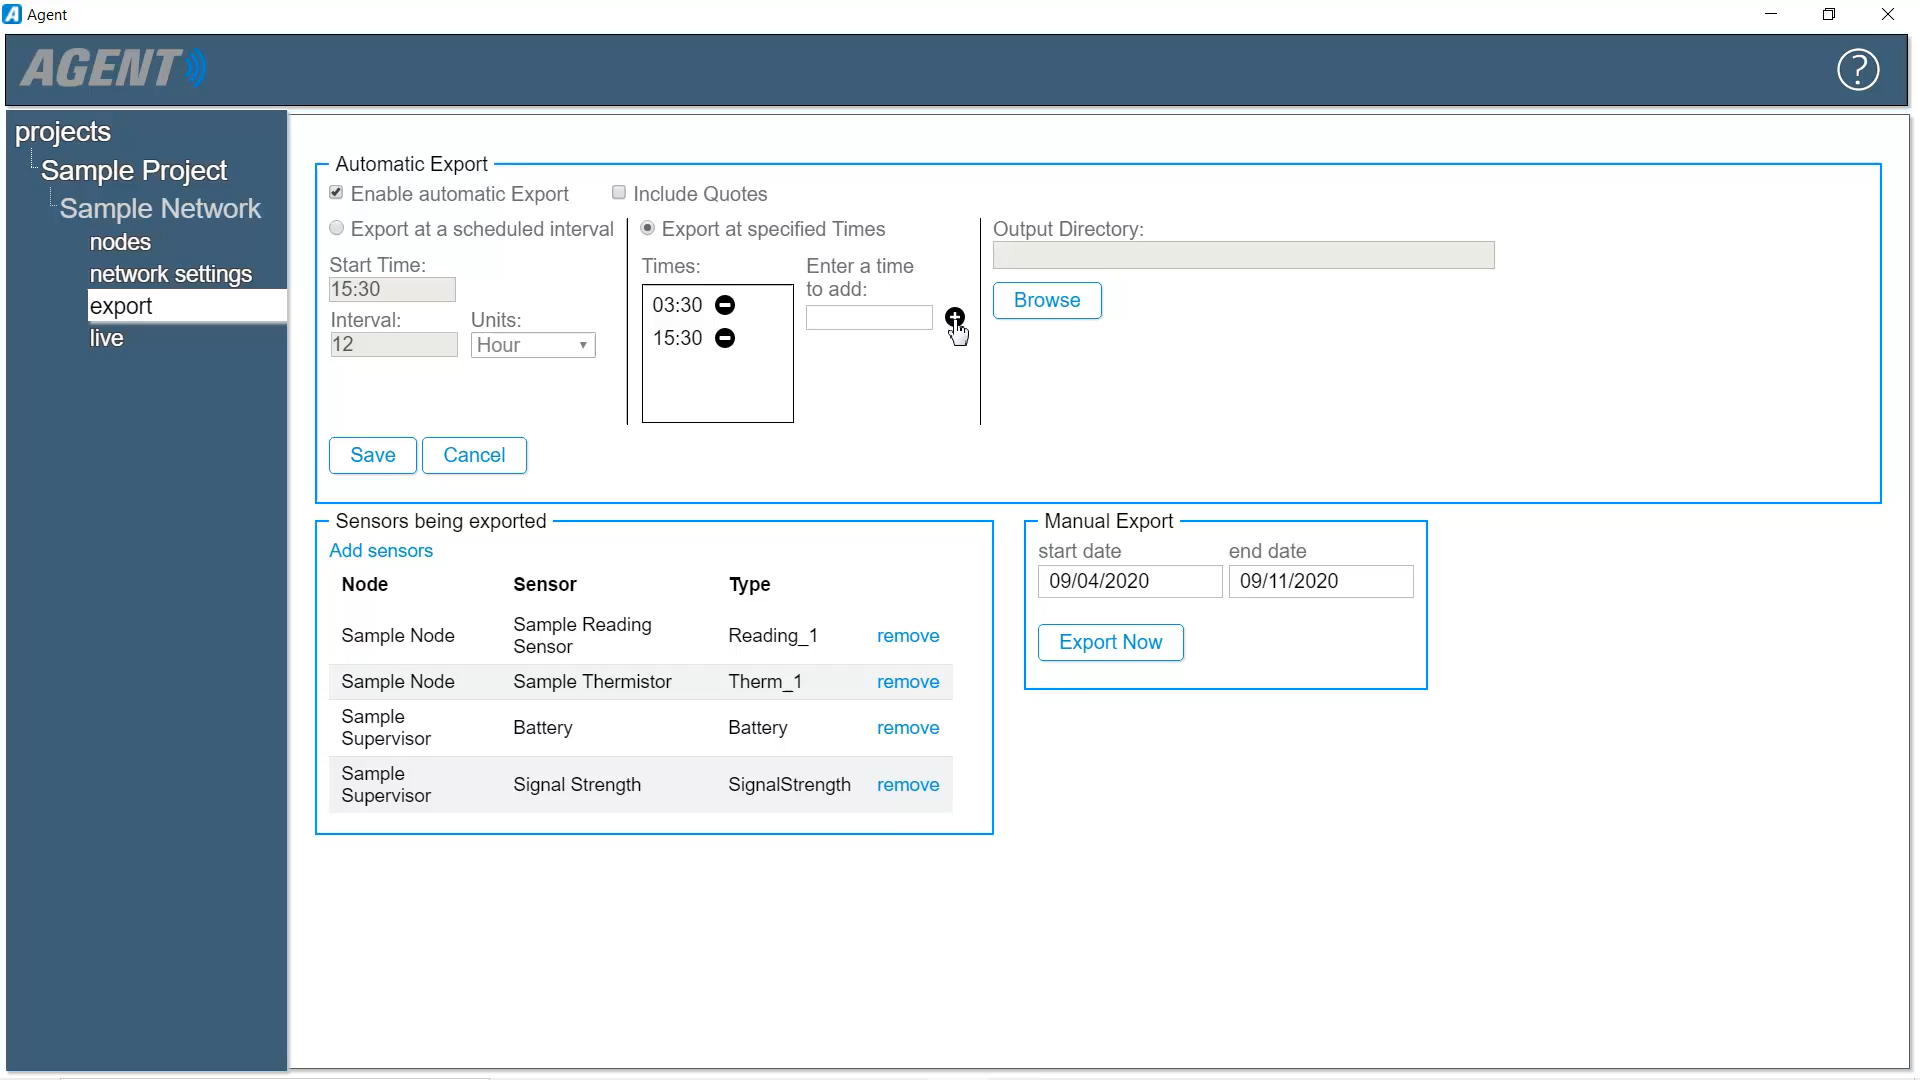 Agent
AGENT
?
projects
Sample Project
Sample Network
nodes
network settings
export
live
Automatic Export
Enable automatic Export
Include Quotes
Export at a scheduled interval
Start Time:
15:30
Interval:
Units:
12
Hour
Export at specified Times
Times:
03:30
15:30
Enter a time
to add:
Output Directory:
Browse
Save
Cancel
Sensors being exported
Add sensors
Node
Sensor
Type
Sample Node
Sample Reading
Sensor
Reading_1
remove
Sample Node
Sample Thermistor
Therm_1
remove
Sample
Supervisor
Battery
Battery
remove
Sample
Supervisor
Signal Strength
SignalStrength
remove
Manual Export
start date
end date
09/04/2020
09/11/2020
Export Now